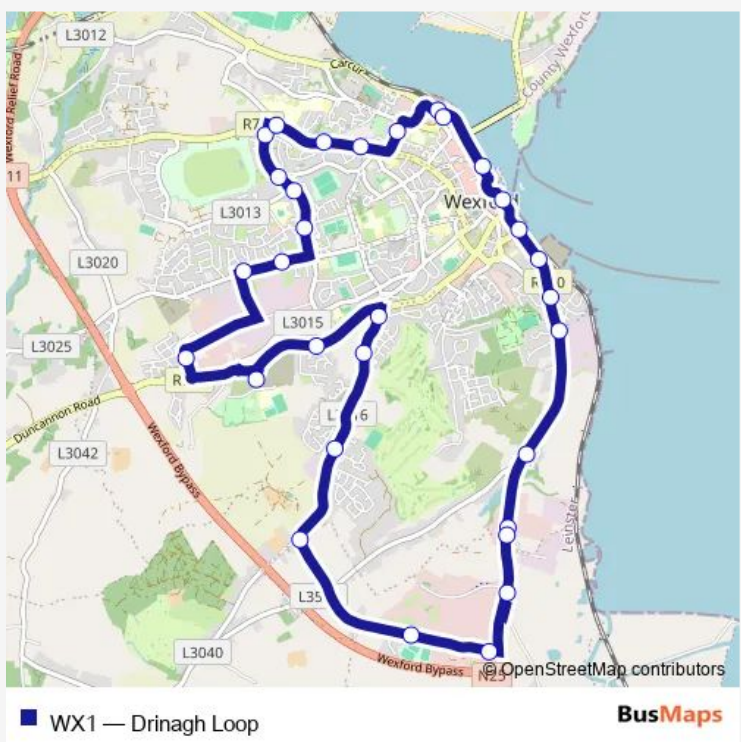 L3012
Carcur
County Wexford
Wexford Relief Road
R7
11
L3013
L3020
L3015
L3025
R
Duncannon Road
L3042
Wexford Bypass
Leinster
L3040
Wexford Bypass
N25
© OpenStreetMap contributors
WX1 — Drinagh Loop
BusMaps